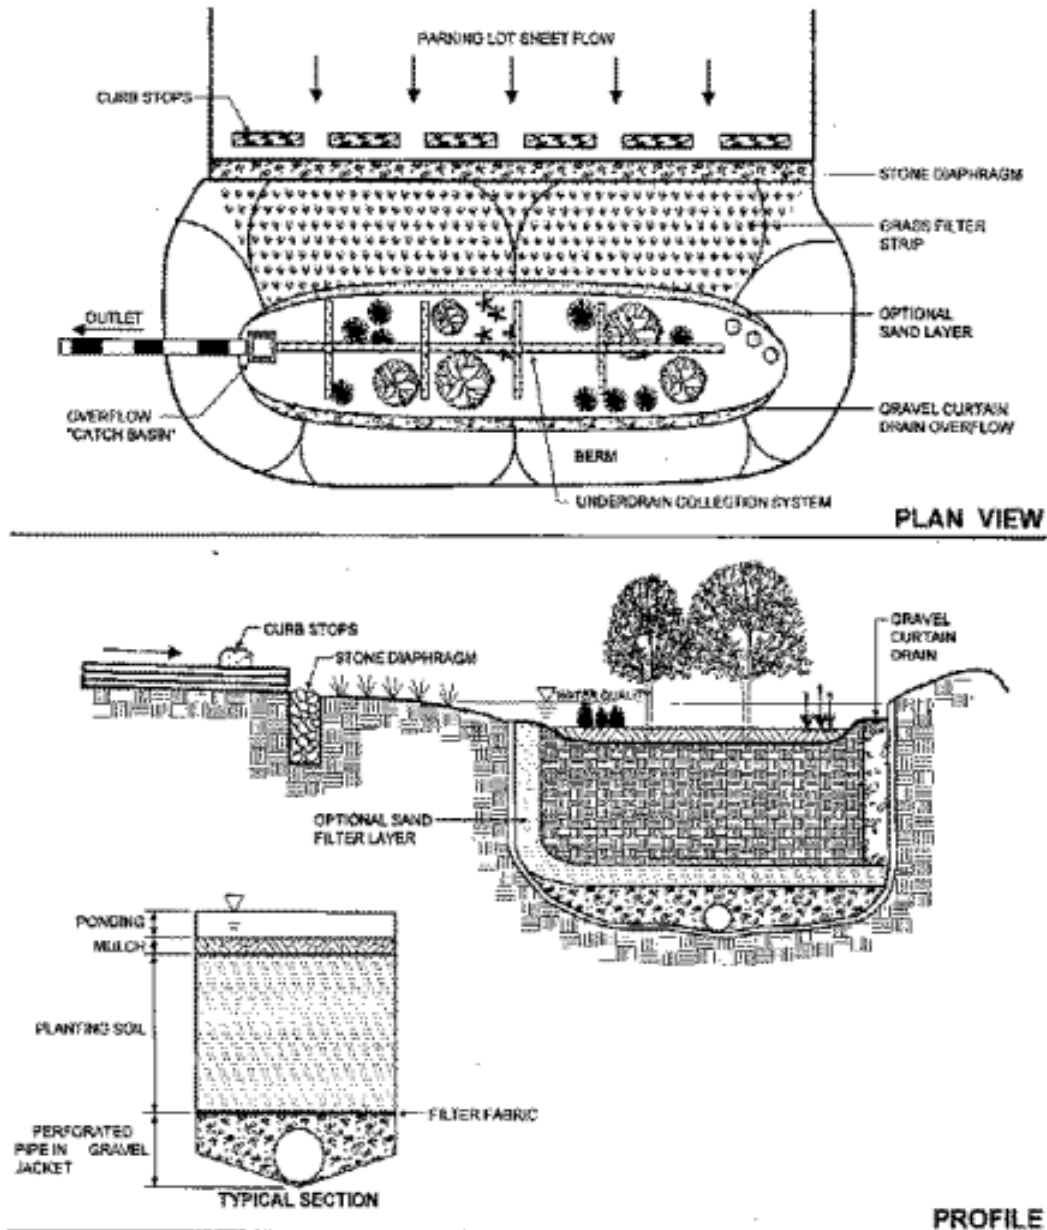 PARKING LOT SHEET FLOW
CURB STOPS
STONE DIAPHRAGM
GRASS FILTER
STRIP
OUTLET
OPTIONAL
SAND LAYER
OVERFLOW
"CATCH BASIN"
GRAVEL CURTAIN
DRAIN OVERFLOW
BERM
UNDERDRAIN COLLECTION SYSTEM
PLAN VIEW
CURB STOPS
STONE DIAPHRAGM
GRAVEL
CURTAIN
DRAIN
WATER QUALITY
OPTIONAL SAND
FILTER LAYER
PONDING
MULCH
PLANTING SOIL
FILTER FABRIC
PERFORATED
PIPE IN GRAVEL
JACKET
TYPICAL SECTION
PROFILE